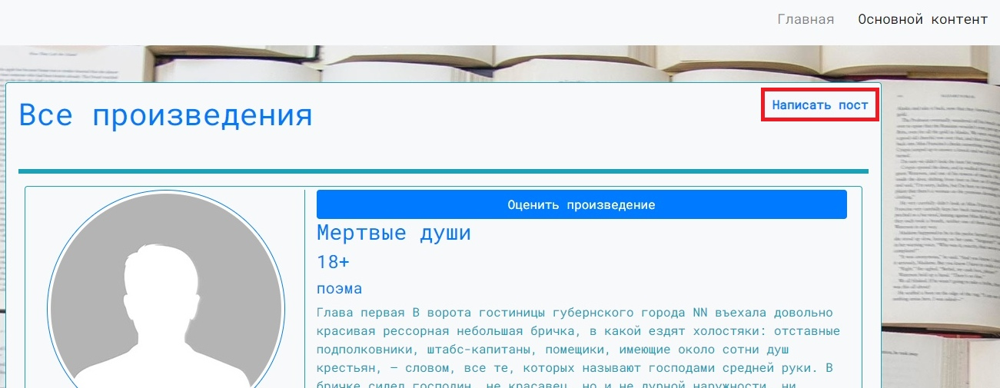 Главная Основной контент
Все произведения
Написать пост
Оценить произведение
Мертвые души
18+
поэма
Глава первая В ворота гостиницы губернского города NN въехала довольно
красивая рессорная небольшая бричка, в какой ездят холостяки: отставные
подполковники, штабс-капитаны, помещики, имеющие около сотни душ
крестьян, – словом, все те, которых называют господами средней руки. В
бричке сидел господин, не красавец, но и не дурной наружности, ни